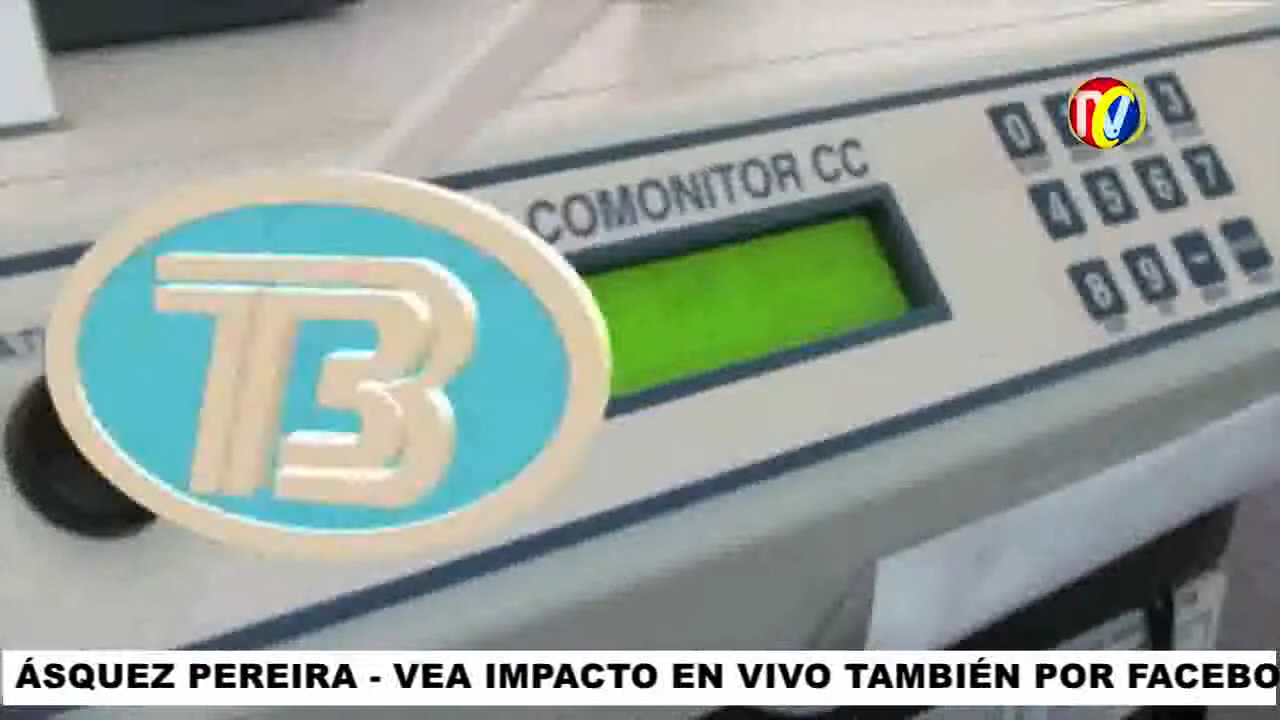 COMONITOR CC
0 3
4 5 6 7
8 9
TB
ÁSQUEZ PEREIRA - VEA IMPACTO EN VIVO TAMBIÉN POR FACEBO